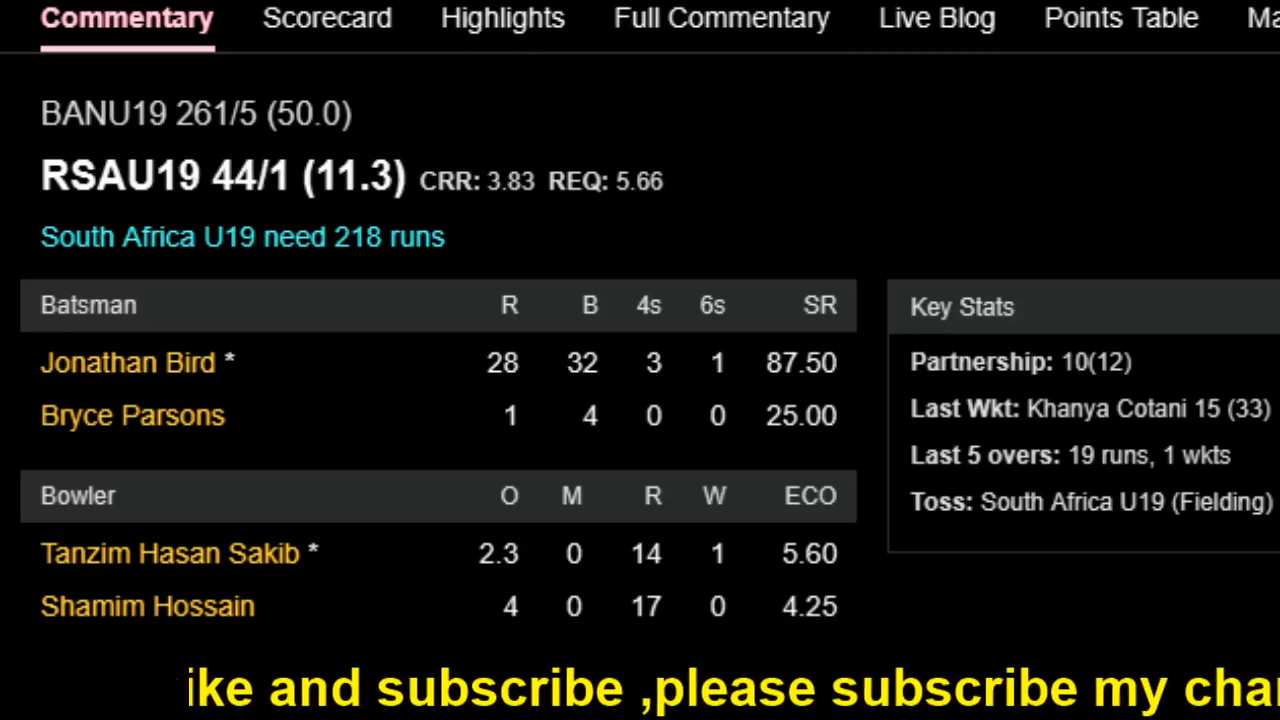 Commentary Scorecard Highlights Full Commentary Live Blog Points Table
BANU19 261/5 (50.0)
RSAU19 44/1 (11.3) CRR: 3.83 REQ: 5.66
South Africa U19 need 218 runs
Batsman R B 4s 6s SR
Jonathan Bird * 28 32 3 1 87.50
Bryce Parsons 1 4 0 0 25.00
Bowler O M R W ECO
Tanzim Hasan Sakib * 2.3 0 14 1 5.60
Shamim Hossain 4 0 17 0 4.25
Key Stats
Partnership: 10(12)
Last Wkt: Khanya Cotani 15 (33)
Last 5 overs: 19 runs, 1 wkts
Toss: South Africa U19 (Fielding)
ike and subscribe ,please subscribe my cha